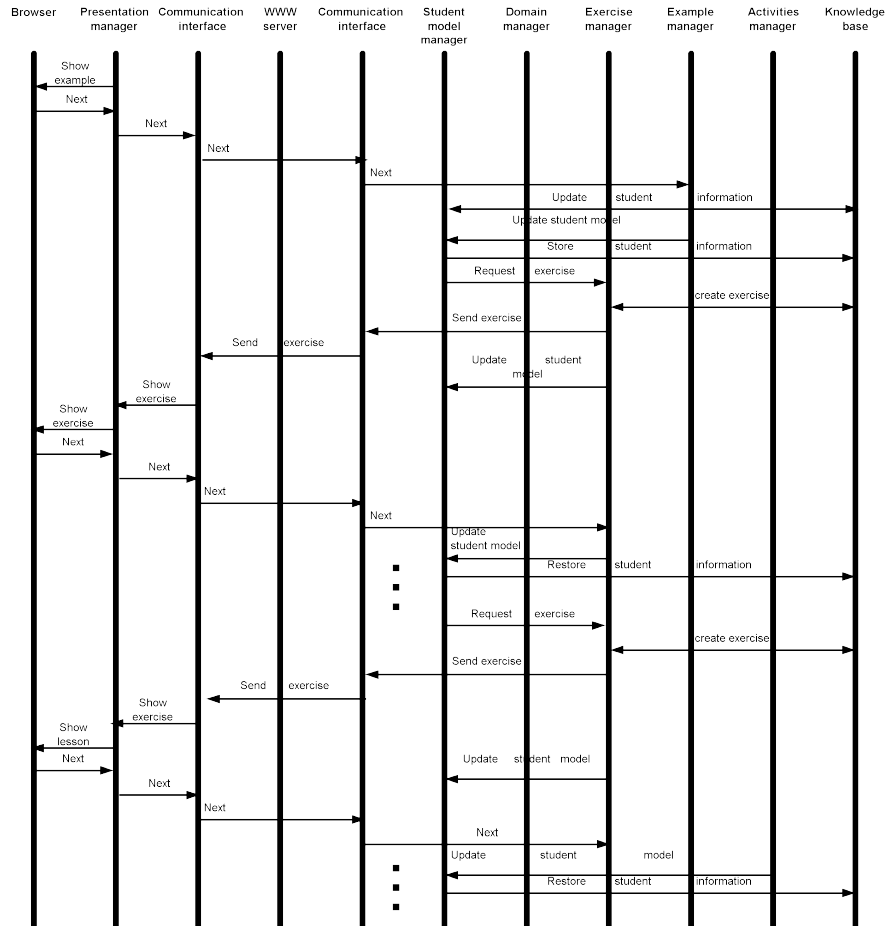 Browser
Presentation
manager
Communication
interface
WWW
server
Communication
interface
Student
model
manager
Domain
manager
Exercise
manager
Example
manager
Activities
manager
Knowledge
base
Show
example
Next
Next
Next
Next
Update student information
Update student model
Store student information
Request exercise
create exercise
Send exercise
Send exercise
Update student
model
Show
exercise
Show
exercise
Next
Next
Next
Next
Update
student model
Restore student information
Request exercise
create exercise
Send exercise
Send exercise
Show
exercise
Show
lesson
Next
Update student model
Next
Next
Next
Update student model
Restore student information